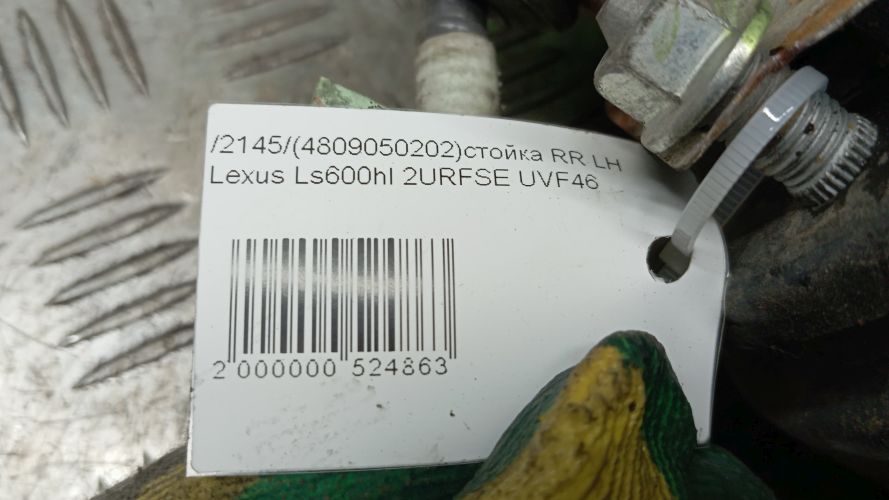 /2145/(4809050202)стойка RR LH
Lexus Ls600hl 2URFSE UVF46
2 000000 524863